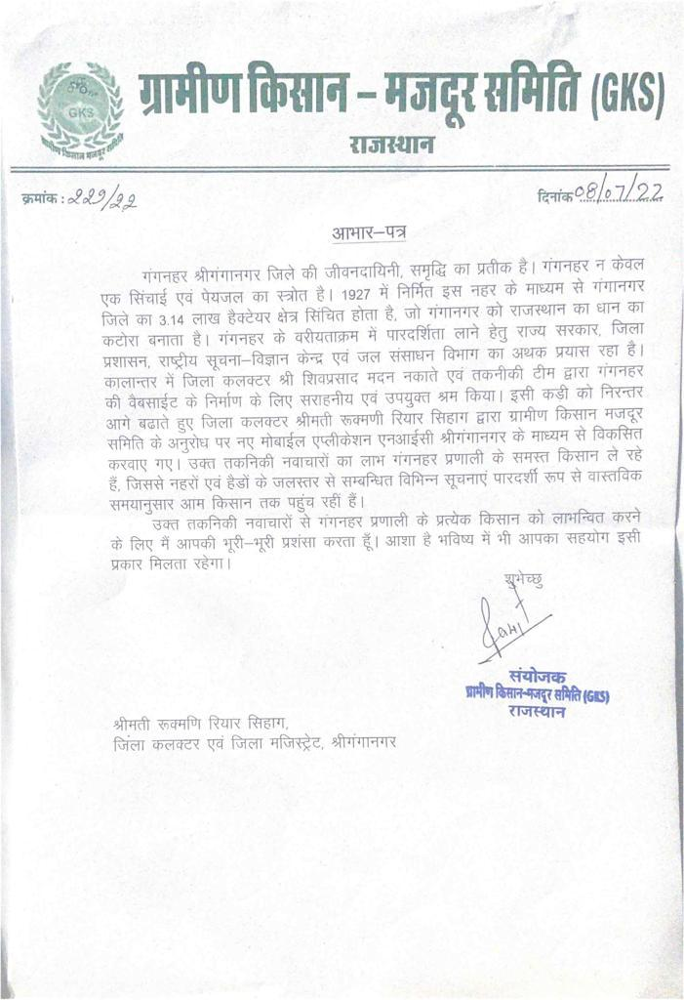 GKS
ग्रामीण किसान मजदूर समिति
ग्रामीण किसान – मजदूर समिति (GKS)
राजस्थान
क्रमांक : 229/22
दिनांक 08/07/22
आभार–पत्र
गंगनहर श्रीगंगानगर जिले की जीवनदायिनी, समृद्धि का प्रतीक है। गंगनहर न केवल
एक सिंचाई एवं पेयजल का स्त्रोत है। 1927 में निर्मित इस नहर के माध्यम से गंगानगर
जिले का 3.14 लाख हैक्टेयर क्षेत्र सिंचित होता है, जो गंगानगर को राजस्थान का धान का
कटोरा बनाता है। गंगनहर के वरीयताक्रम में पारदर्शिता लाने हेतु राज्य सरकार, जिला
प्रशासन, राष्ट्रीय सूचना–विज्ञान केन्द्र एवं जल संसाधन विभाग का अथक प्रयास रहा है।
कालान्तर में जिला कलक्टर श्री शिवप्रसाद मदन नकाते एवं तकनीकी टीम द्वारा गंगनहर
की वैबसाईट के निर्माण के लिए सराहनीय एवं उपयुक्त श्रम किया। इसी कडी को निरन्तर
आगे बढाते हुए जिला कलक्टर श्रीमती रूक्मणी रियार सिहाग द्वारा ग्रामीण किसान मजदूर
समिति के अनुरोध पर नए मोबाईल एप्लीकेशन एनआईसी श्रीगंगानगर के माध्यम से विकसित
करवाए गए। उक्त तकनिकी नवाचारों का लाभ गंगनहर प्रणाली के समस्त किसान ले रहे
हैं, जिससे नहरों एवं हैडों के जलस्तर से सम्बन्धित विभिन्न सूचनाएं पारदर्शी रूप से वास्तविक
समयानुसार आम किसान तक पहुंच रहीं हैं।
उक्त तकनिकी नवाचारों से गंगनहर प्रणाली के प्रत्येक किसान को लाभन्वित करने
के लिए मैं आपकी भूरी–भूरी प्रशंसा करता हूँ। आशा है भविष्य में भी आपका सहयोग इसी
प्रकार मिलता रहेगा।
शुभेच्छु
संयोजक
ग्रामीण किसान-मजदूर समिति (GKS)
राजस्थान
श्रीमती रूक्मणि रियार सिहाग,
जिला कलक्टर एवं जिला मजिस्ट्रेट, श्रीगंगानगर